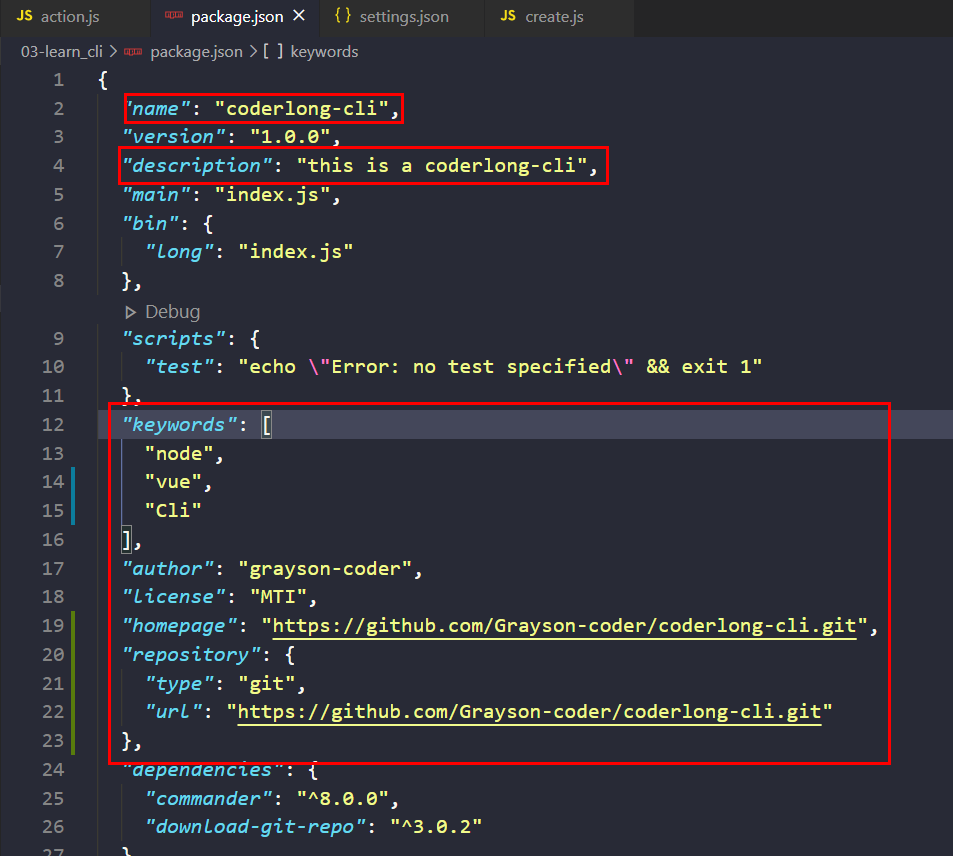 JS action.js package.json × {} settings.json JS create.js
03-learn_cli > package.json > [ ] keywords
1 {
2 "name": "coderlong-cli",
3 "version": "1.0.0",
4 "description": "this is a coderlong-cli",
5 "main": "index.js",
6 "bin": {
7 "long": "index.js"
8 },
Debug
9 "scripts": {
10 "test": "echo \"Error: no test specified\" && exit 1"
11 },
12 "keywords": [
13 "node",
14 "vue",
15 "Cli"
16 ],
17 "author": "grayson-coder",
18 "license": "MTI",
19 "homepage": "https://github.com/Grayson-coder/coderlong-cli.git",
20 "repository": {
21 "type": "git",
22 "url": "https://github.com/Grayson-coder/coderlong-cli.git"
23 },
24 "dependencies": {
25 "commander": "^8.0.0",
26 "download-git-repo": "^3.0.2"
27 }